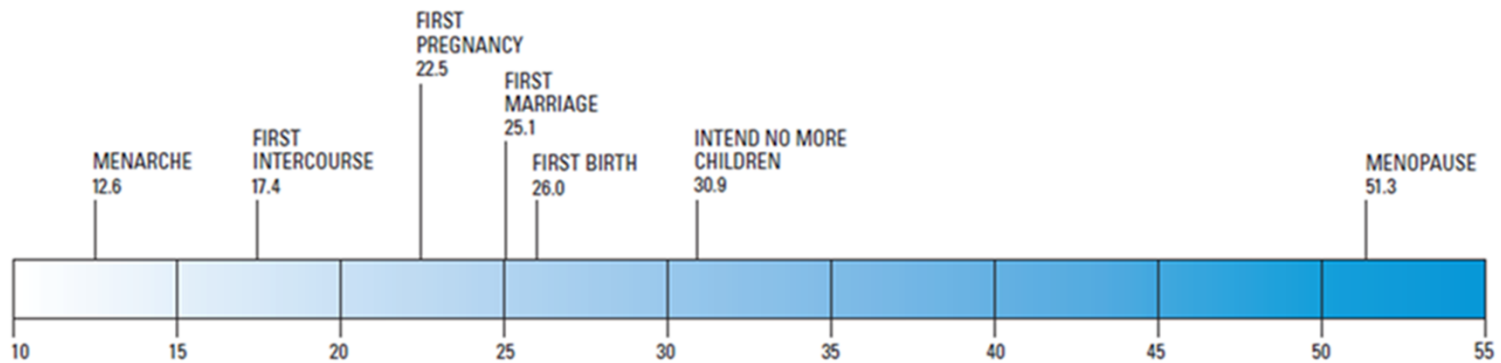 FIRST
PREGNANCY
22.5
FIRST
MARRIAGE
25.1
MENARCHE
12.6
FIRST
INTERCOURSE
17.4
FIRST BIRTH
26.0
INTEND NO MORE
CHILDREN
30.9
MENOPAUSE
51.3
10 15 20 25 30 35 40 45 50 55